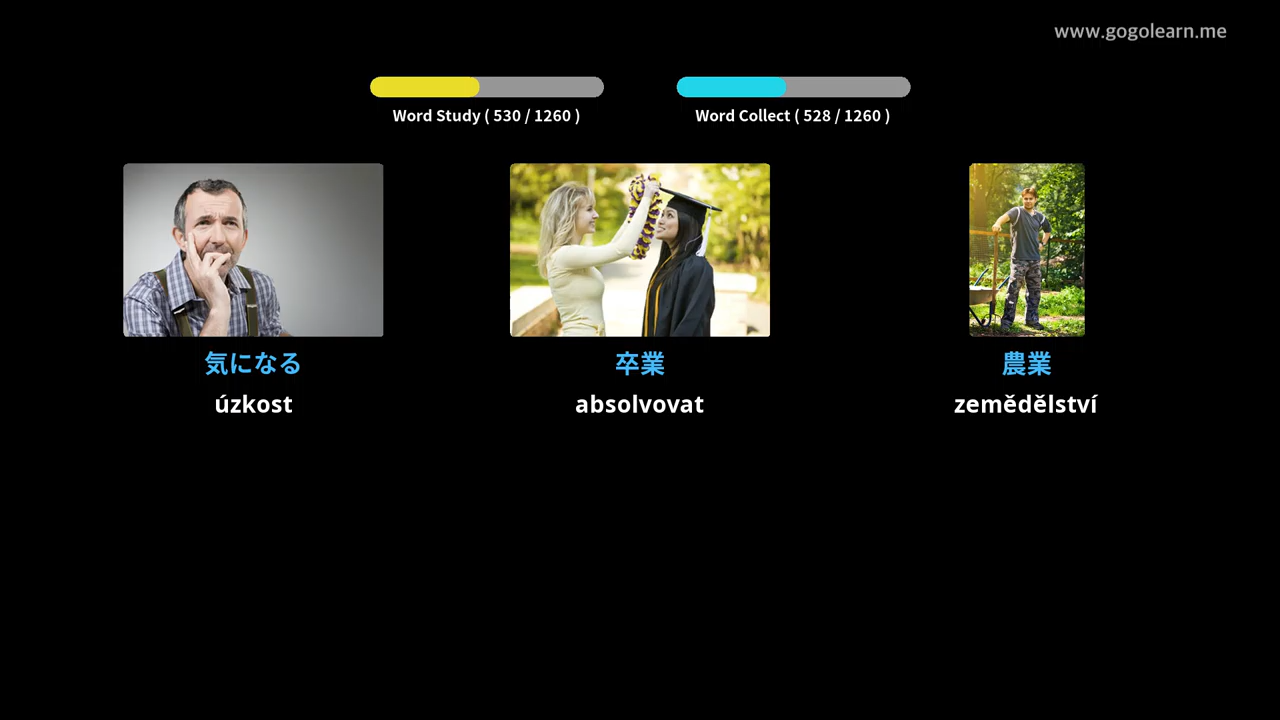 www.gogolearn.me
Word Study ( 530 / 1260 )
Word Collect ( 528 / 1260 )
気になる
卒業
農業
úzkost
absolvovat
zemědělství